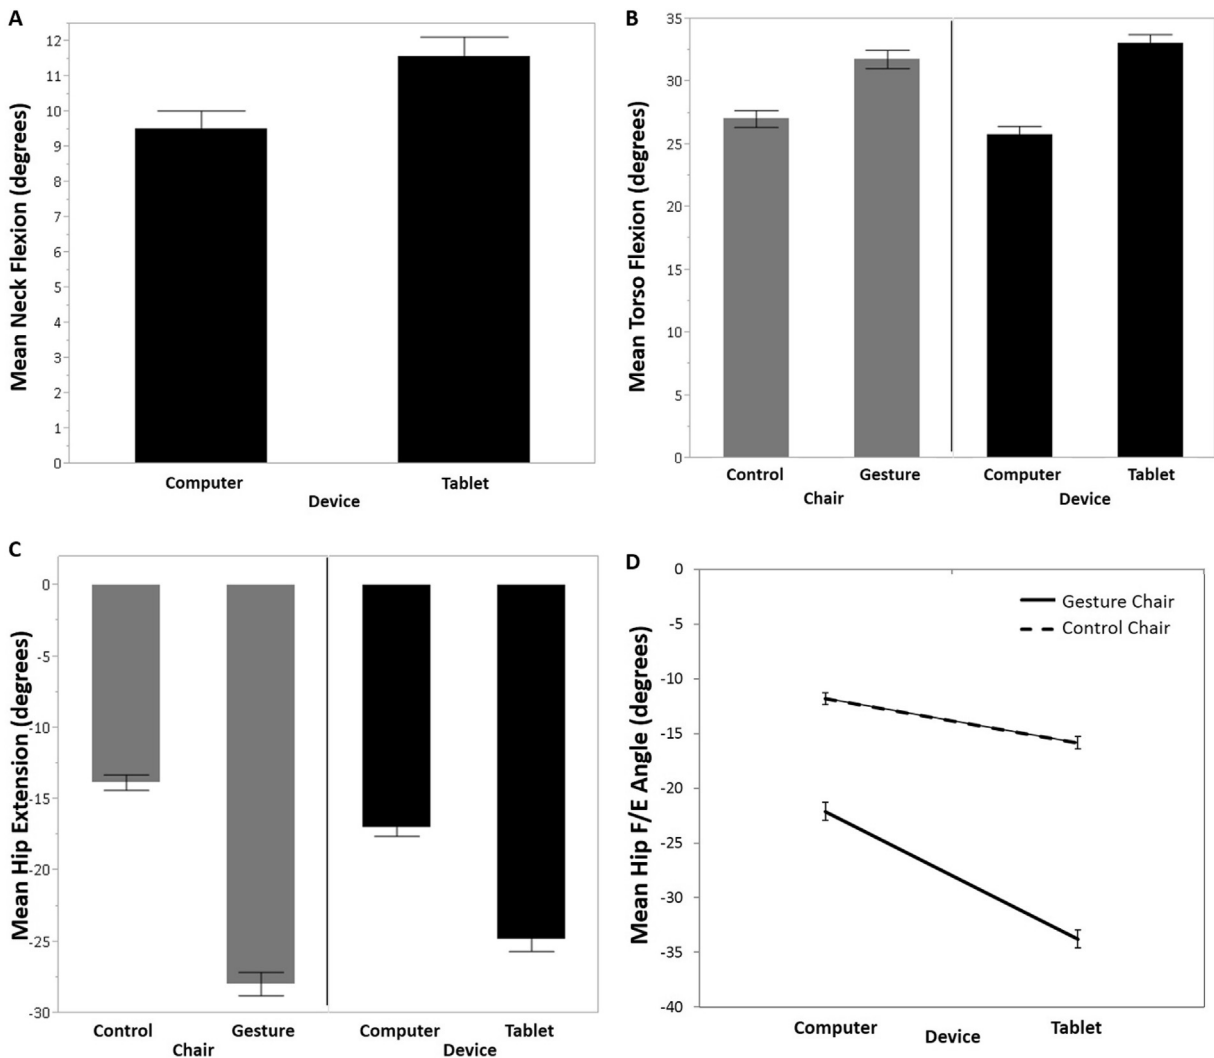 A
Mean Neck Flexion (degrees)
12
11
10
9
8
7
6
5
4
3
2
1
0
Computer
Tablet
Device
B
Mean Torso Flexion (degrees)
35
30
25
20
15
10
5
0
Control
Gesture
Computer
Tablet
Chair
Device
C
Mean Hip Extension (degrees)
0
-5
-10
-15
-20
-25
-30
Control
Gesture
Computer
Tablet
Chair
Device
D
Mean Hip F/E Angle (degrees)
0
-5
-10
-15
-20
-25
-30
-35
-40
Gesture Chair
Control Chair
Computer
Tablet
Device